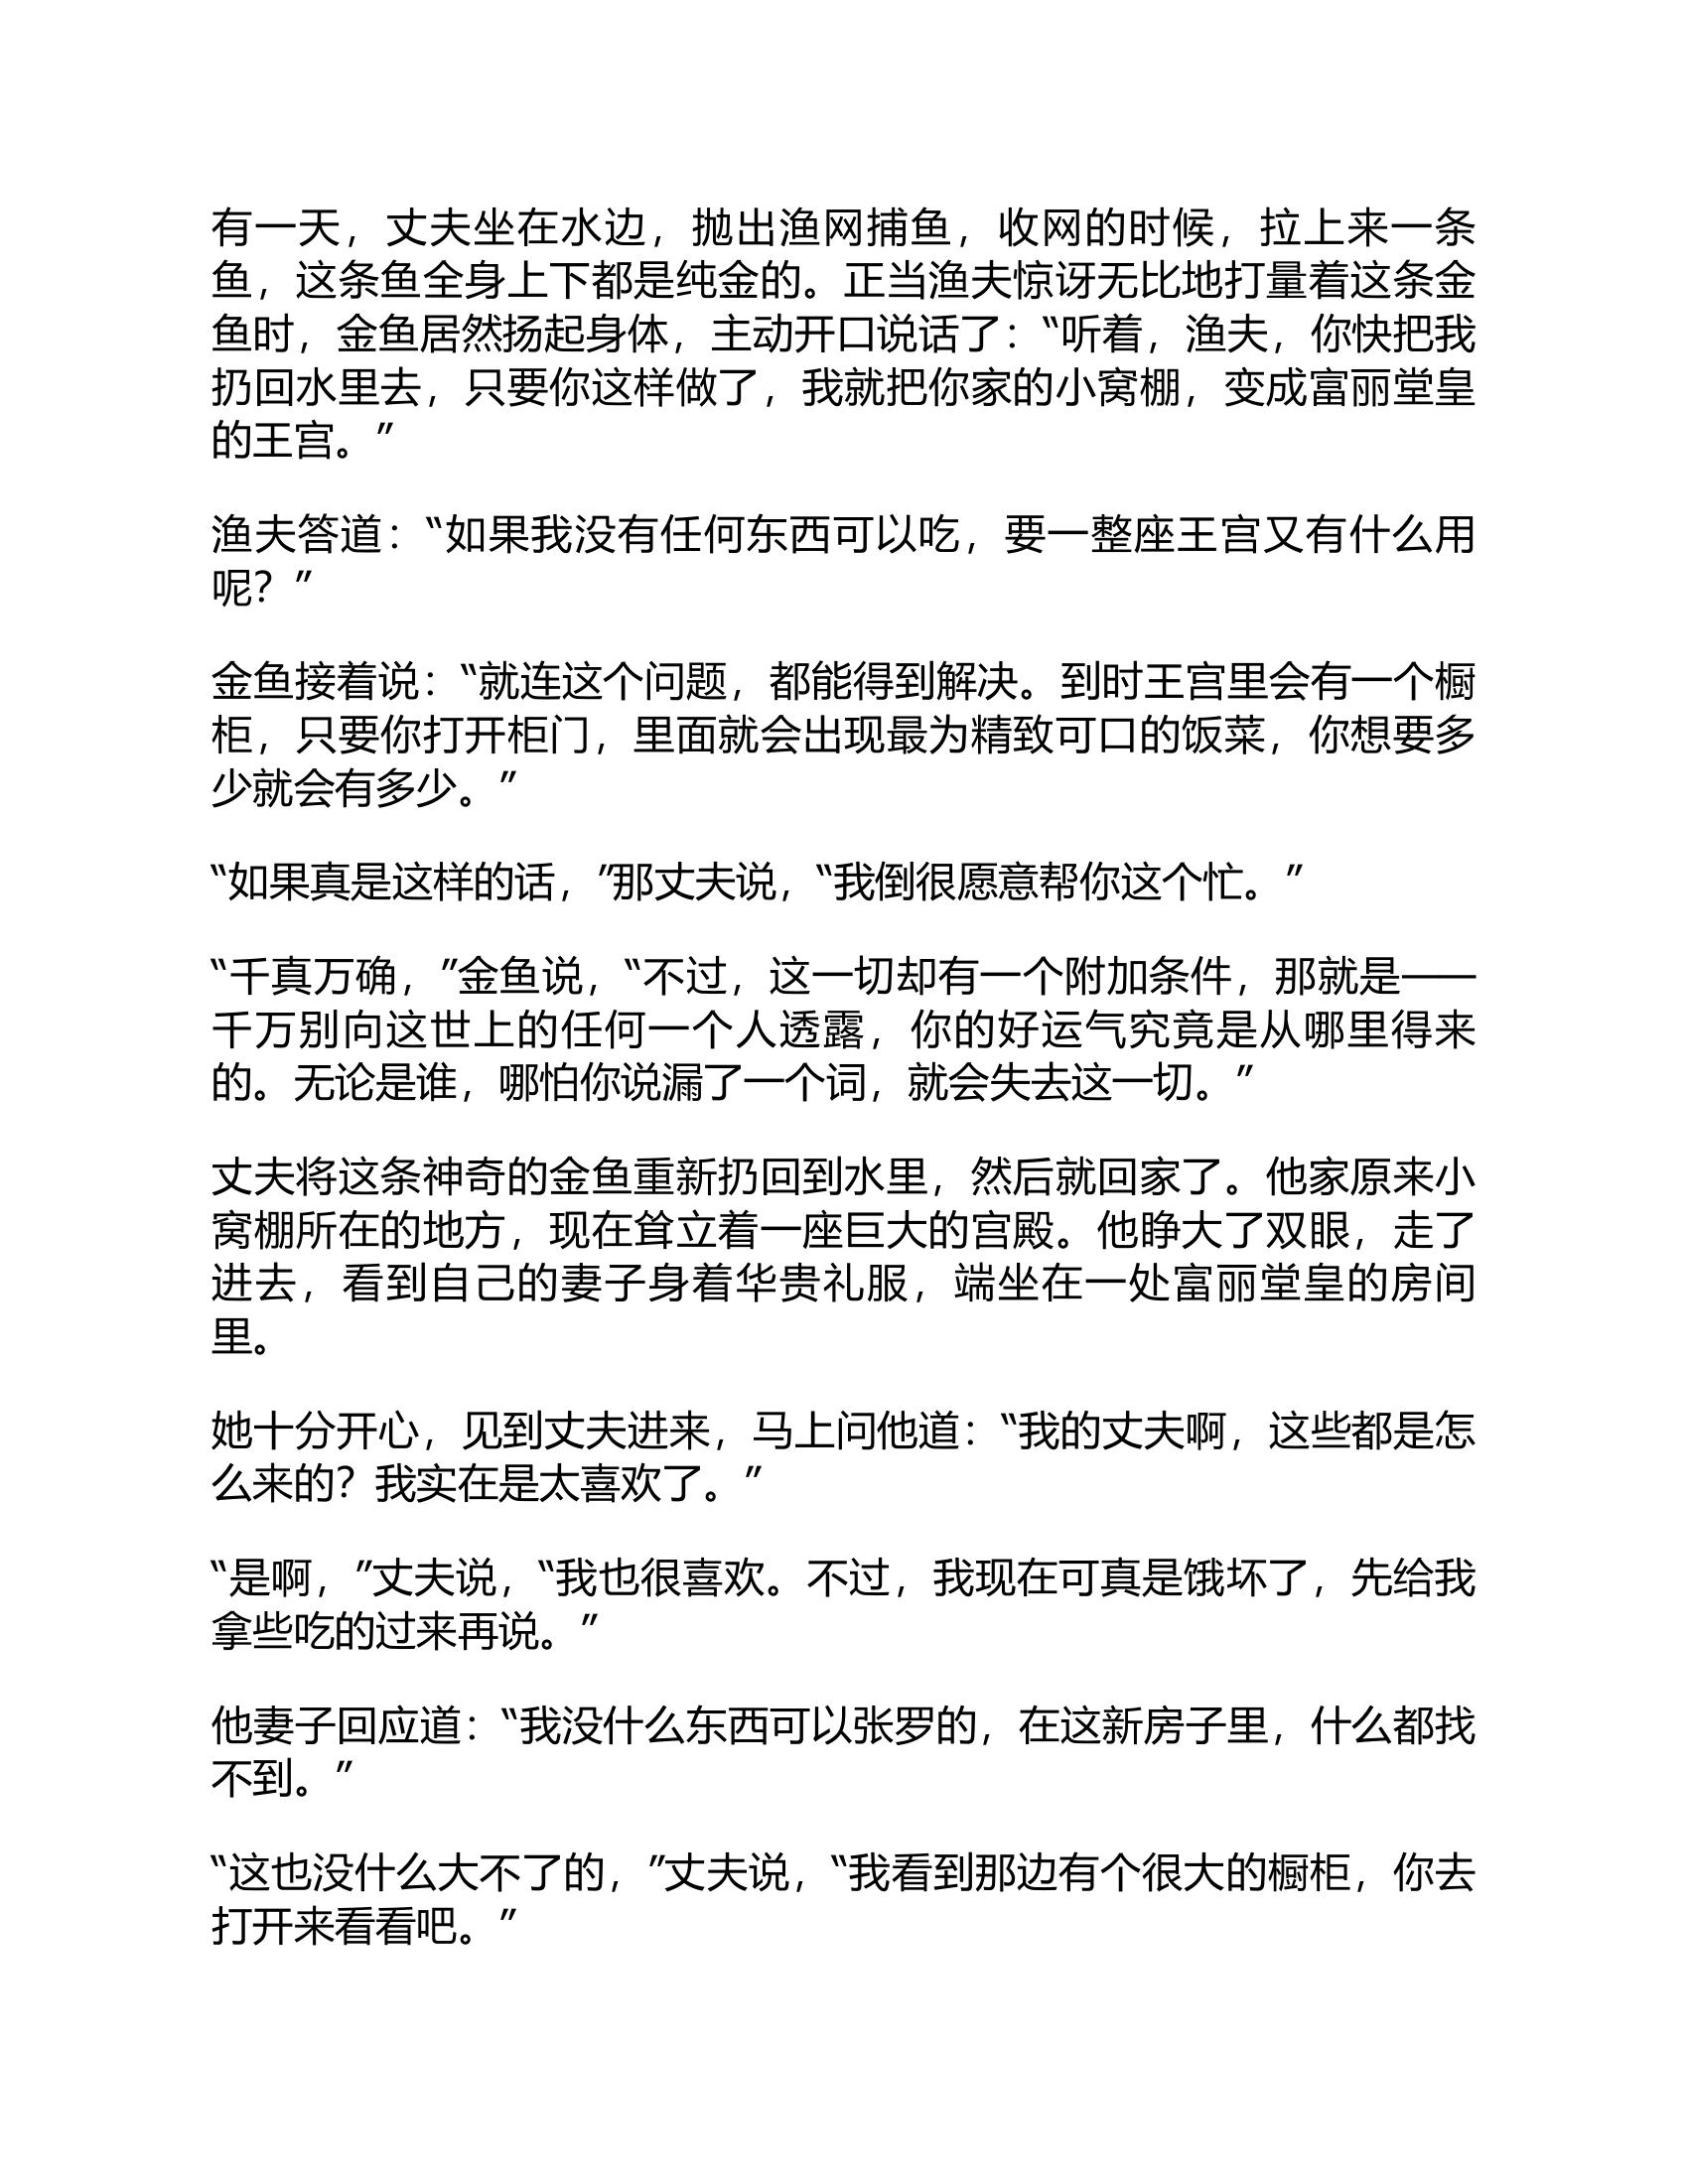 有一天，丈夫坐在水边，抛出渔网捕鱼，收网的时候，拉上来一条
鱼，这条鱼全身上下都是纯金的。正当渔夫惊讶无比地打量着这条金
鱼时，金鱼居然扬起身体，主动开口说话了：“听着，渔夫，你快把我
扔回水里去，只要你这样做了，我就把你家的小窝棚，变成富丽堂皇
的王宫。”
渔夫答道：“如果我没有任何东西可以吃，要一整座王宫又有什么用
呢？”
金鱼接着说：“就连这个问题，都能得到解决。到时王宫里会有一个橱
柜，只要你打开柜门，里面就会出现最为精致可口的饭菜，你想要多
少就会有多少。”
“如果真是这样的话，”那丈夫说，“我倒很愿意帮你这个忙。”
“千真万确，”金鱼说，“不过，这一切却有一个附加条件，那就是——
千万别向这世上的任何一个人透露，你的好运气究竟是从哪里得来
的。无论是谁，哪怕你说漏了一个词，就会失去这一切。”
丈夫将这条神奇的金鱼重新扔回到水里，然后就回家了。他家原来小
窝棚所在的地方，现在耸立着一座巨大的宫殿。他睁大了双眼，走了
进去，看到自己的妻子身着华贵礼服，端坐在一处富丽堂皇的房间
里。
她十分开心，见到丈夫进来，马上问他道：“我的丈夫啊，这些都是怎
么来的？我实在是太喜欢了。”
“是啊，”丈夫说，“我也很喜欢。不过，我现在可真是饿坏了，先给我
拿些吃的过来再说。”
他妻子回应道：“我没什么东西可以张罗的，在这新房子里，什么都找
不到。”
“这也没什么大不了的，”丈夫说，“我看到那边有个很大的橱柜，你去
打开来看看吧。”